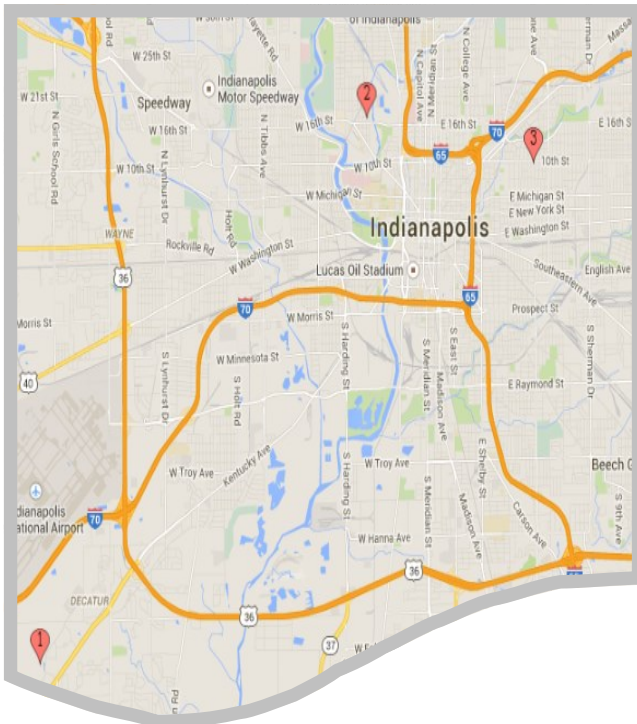 of Indianapolis
W 25th St
Indianapolis
Motor Speedway
Speedway
W 21st St
W 16th St
W 16th St
2
E 16th St
E 16th S
65
70
3
10th St
W 10th St
W 10th St
N Girls School Rd
N Lynhurst Dr
N Tibbs Ave
N Capitol Ave
N Meridian St
N College Ave
W Michigan St
E Michigan St
E New York St
E Washington St
Indianapolis
WAYNE
Rockville Rd
Holt Rd
W Washington St
Lucas Oil Stadium
Southeastern Ave
English Ave
36
70
65
Morris St
W Morris St
Prospect St
40
W Minnesota St
S Lynhurst Dr
S Holt Rd
S Harding St
S Meridian St
Madison Ave
S East St
S Sherman Dr
E Raymond St
W Troy Ave
Kentucky Ave
W Troy Ave
S Harding St
S Meridian St
Madison Ave
E Shelby St
Carson Ave
Beech G
S 9th Ave
dianapolis
ational Airport
70
W Hanna Ave
36
DECATUR
36
1
37